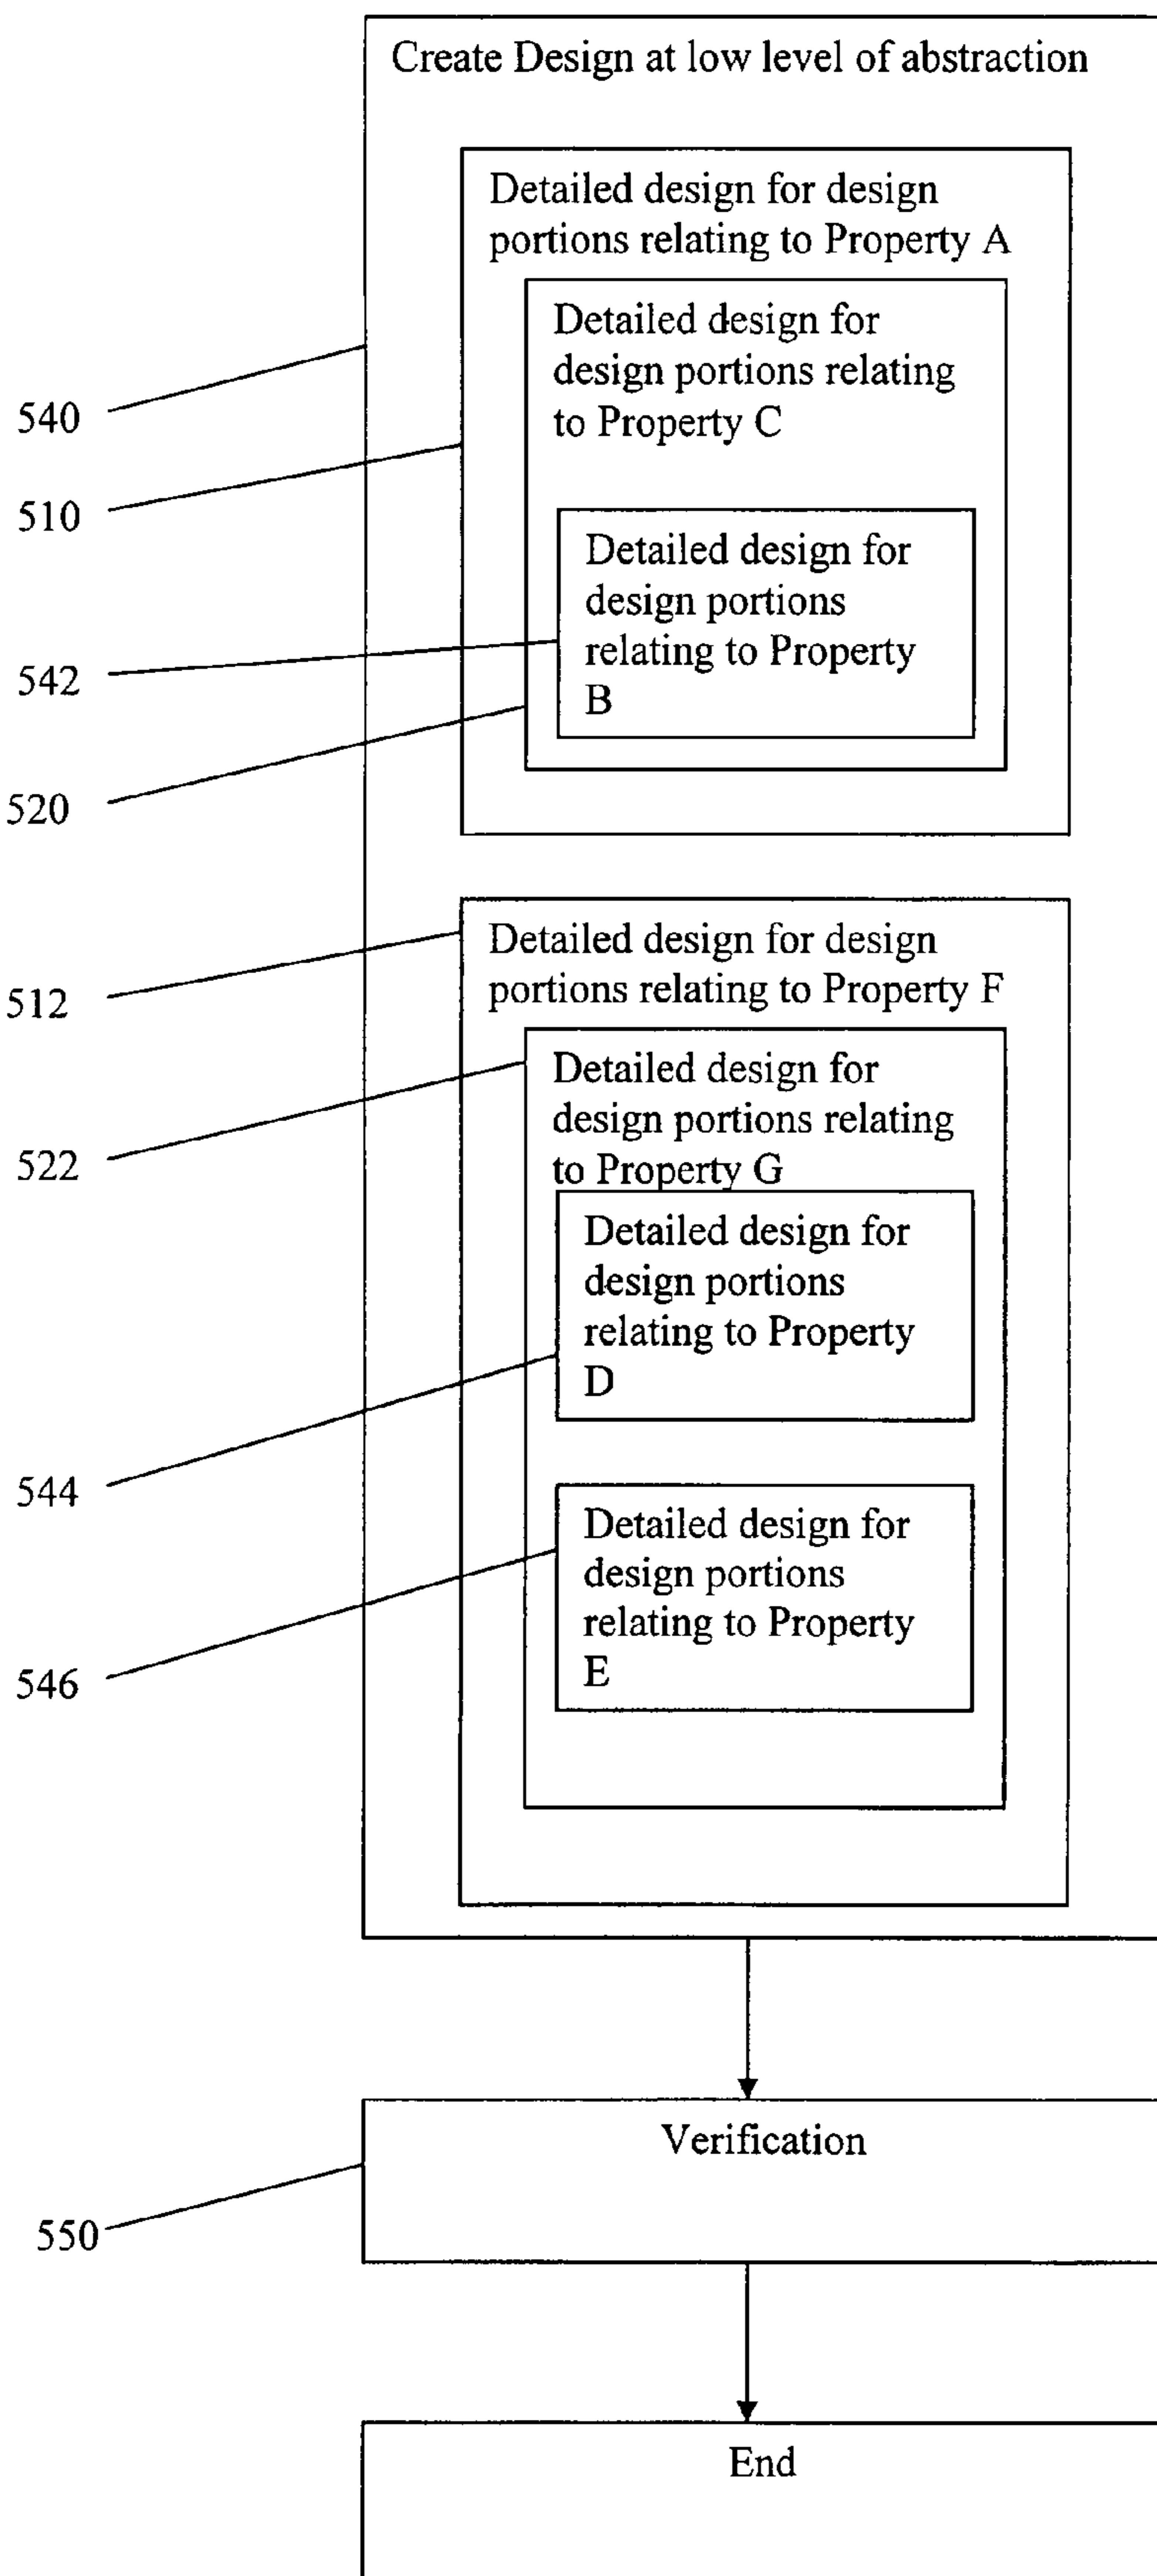 Create Design at low level of abstraction
Detailed design for design
portions relating to Property A
Detailed design for
design portions relating
to Property C
540
510
Detailed design for
design portions
relating to Property
B
542
520
Detailed design for design
portions relating to Property F
512
Detailed design for
design portions relating
to Property G
522
Detailed design for
design portions
relating to Property
D
544
Detailed design for
design portions
relating to Property
E
546
Verification
550
End